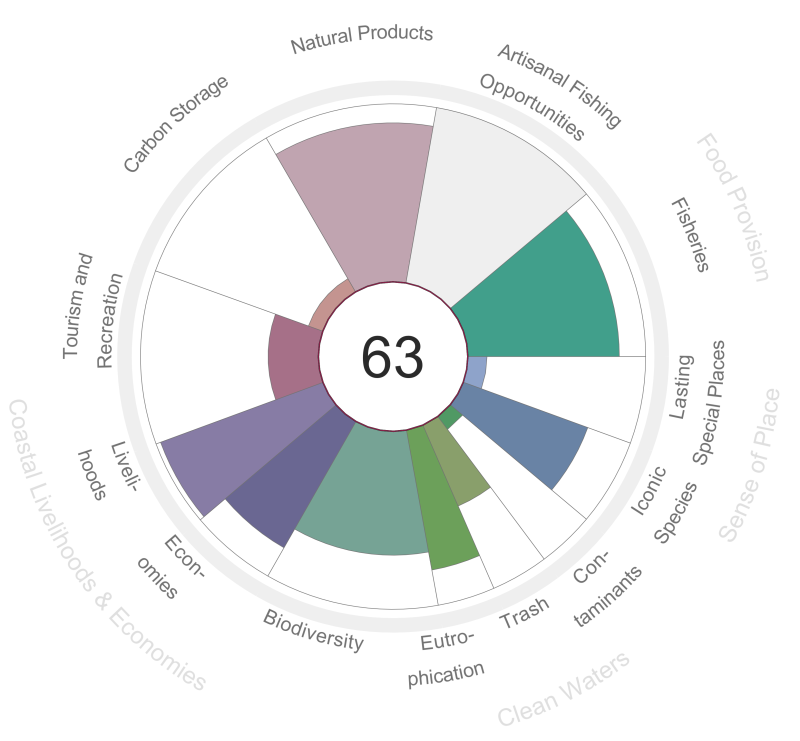 Natural Products
Artisanal Fishing
Opportunities
Carbon Storage
Food Provision
Fisheries
Tourism and
Recreation
63
Lasting
Special Places
Sense of Place
Iconic
Species
Con-
taminants
Trash
Clean Waters
Eutro-
phication
Biodiversity
Econ-
omies
Liveli-
hoods
Coastal Livelihoods & Economies